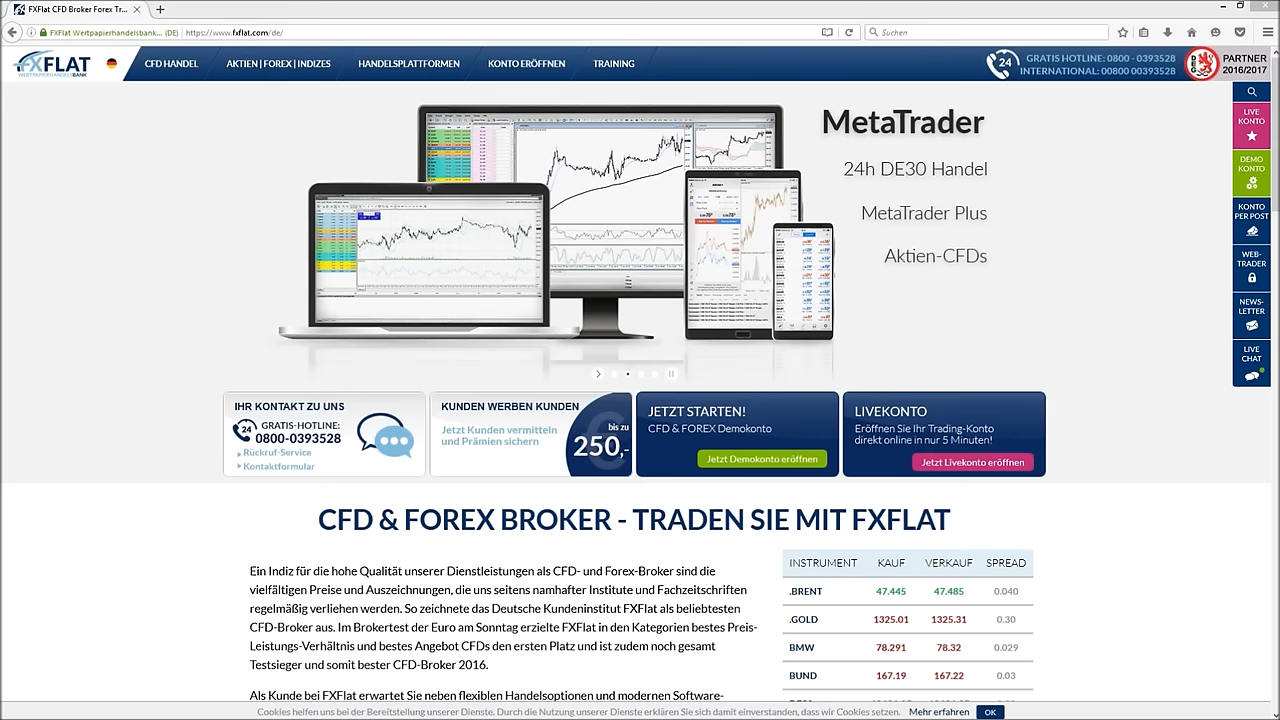 FXFlat CFD Broker Forex Tr...
FXFlat Wertpapierhandelsbank... (DE)
https://www.fxflat.com/de/
Suchen
FXFLAT
WERTPAPIERHANDELSBANK
CFD HANDEL
AKTIEN | FOREX | INDIZES
HANDELSPLATTFORMEN
KONTO ERÖFFNEN
TRAINING
24
GRATIS HOTLINE: 0800 - 0393528
INTERNATIONAL: 00800 00393528
DEG
PARTNER
2016/2017
LIVE
KONTO
DEMO
KONTO
KONTO
PER POST
WEB-
TRADER
NEWS-
LETTER
LIVE
CHAT
MetaTrader
24h DE30 Handel
MetaTrader Plus
Aktien-CFDs
IHR KONTAKT ZU UNS
24
GRATIS-HOTLINE:
0800-0393528
Rückruf-Service
Kontaktformular
KUNDEN WERBEN KUNDEN
Jetzt Kunden vermitteln
und Prämien sichern
bis zu
250,-
JETZT STARTEN!
CFD & FOREX Demokonto
Jetzt Demokonto eröffnen
LIVEKONTO
Eröffnen Sie Ihr Trading-Konto
direkt online in nur 5 Minuten!
Jetzt Livekonto eröffnen
CFD & FOREX BROKER - TRADEN SIE MIT FXFLAT
Ein Indiz für die hohe Qualität unserer Dienstleistungen als CFD- und Forex-Broker sind die
vielfältigen Preise und Auszeichnungen, die uns seitens namhafter Institute und Fachzeitschriften
regelmäßig verliehen werden. So zeichnete das Deutsche Kundeninstitut FXFlat als beliebtesten
CFD-Broker aus. Im Brokertest der Euro am Sonntag erzielte FXFlat in den Kategorien bestes Preis-
Leistungs-Verhältnis und bestes Angebot CFDs den ersten Platz und ist zudem noch gesamt
Testsieger und somit bester CFD-Broker 2016.
Als Kunde bei FXFlat erwartet Sie neben flexiblen Handelsoptionen und modernen Software-
INSTRUMENT KAUF VERKAUF SPREAD
.BRENT 47.445 47.485 0.040
.GOLD 1325.01 1325.31 0.30
BMW 78.291 78.32 0.029
BUND 167.19 167.22 0.03
Cookies helfen uns bei der Bereitstellung unserer Dienste. Durch die Nutzung unserer Dienste erklären Sie sich damit einverstanden, dass wir Cookies setzen. Mehr erfahren OK